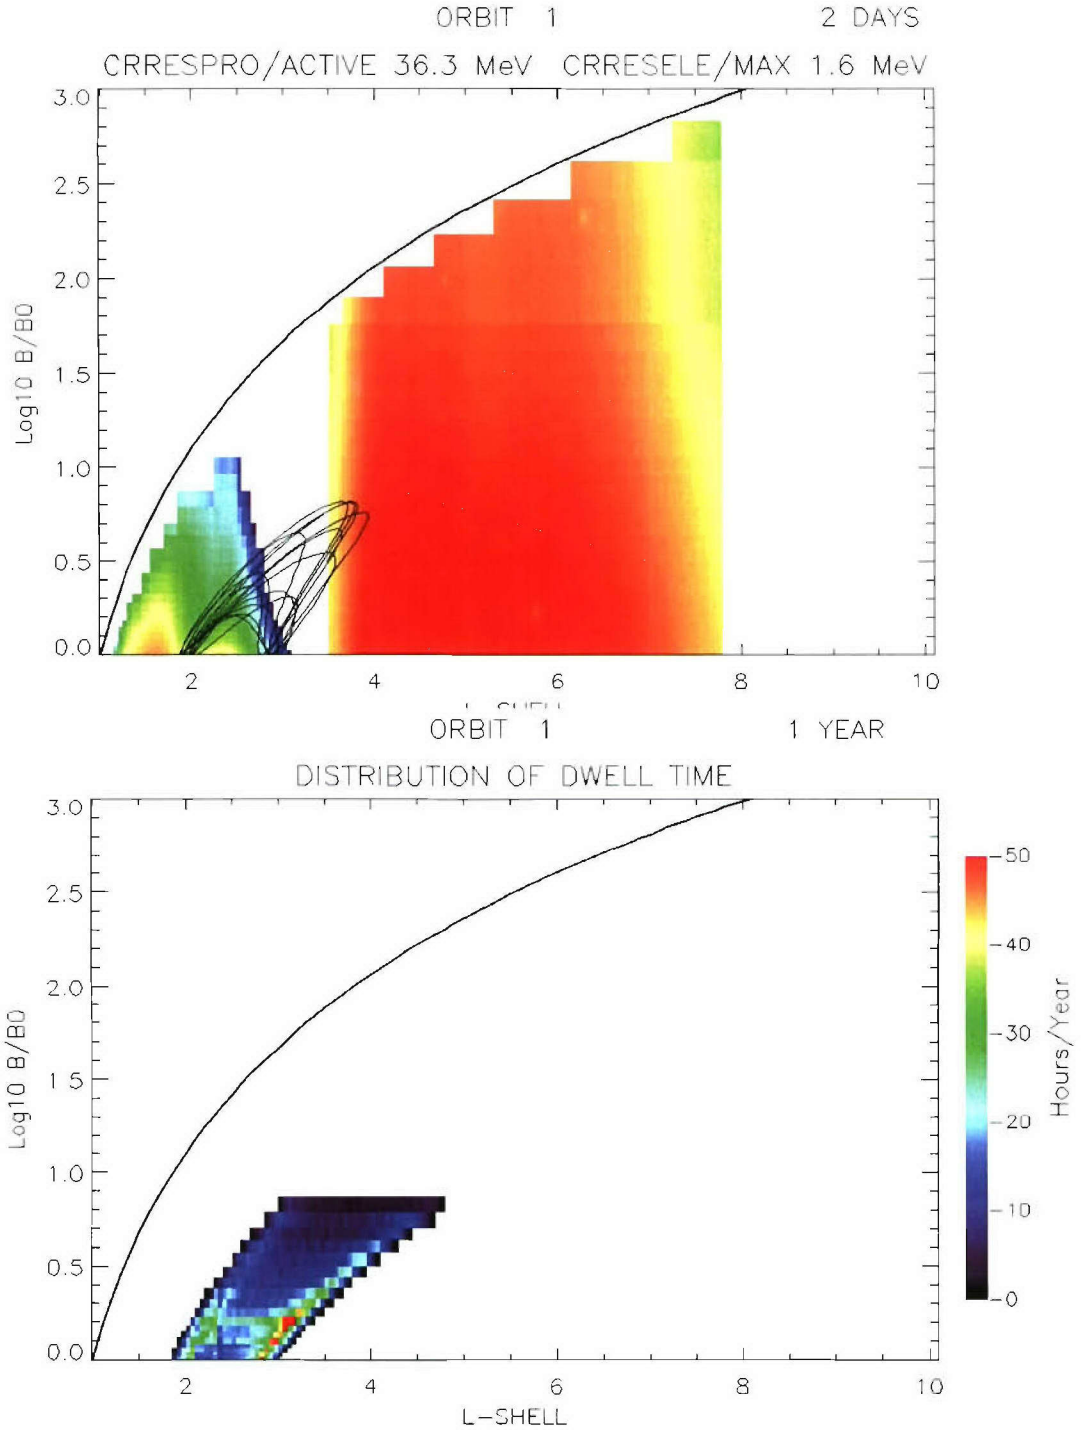 ORBIT 1 2 DAYS
CRRESPRO/ACTIVE 36.3 MeV CRRESELE/MAX 1.6 MeV
3.0
2.5
2.0
1.5
1.0
0.5
0.0
Log10 B/B0
2 4 6 8 10
L-SHELL
ORBIT 1 1 YEAR
DISTRIBUTION OF DWELL TIME
3.0
2.5
2.0
1 5
1.0
0.5
0.0
Log10 B/B0
2 4 6 8 10
L-SHELL
50
40
30
20
10
0
Hours/Year